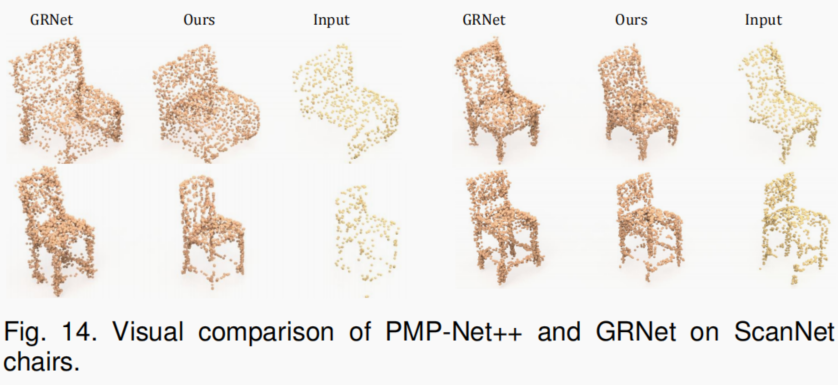 GRNet Ours Input GRNet Ours Input
Fig. 14. Visual comparison of PMP-Net++ and GRNet on ScanNet
chairs.